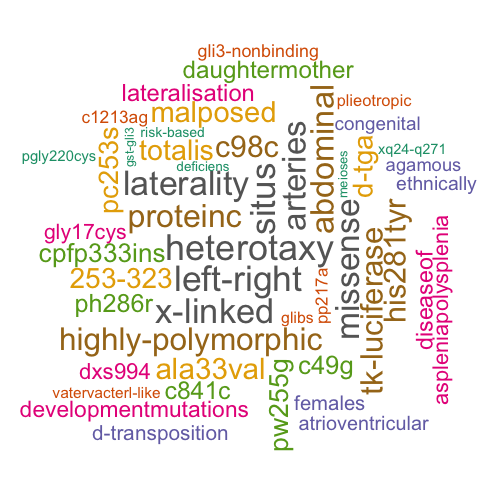 gli3-nonbinding
daughtermother
lateralisation
plieotropic
malposed
c1213ag
congenital
risk-based
gst-gli3
pc253s
totalis
c98c
situs
arteries
abdominal
d-tga
xq24-q271
pgly220cys
deficiens
meioses
agamous
laterality
ethnically
proteinc
gly17cys
heterotaxy
missense
his281tyr
cpfp333ins
253-323
left-right
tk-luciferase
diseaseof
aspleniapolysplenia
ph286r
x-linked
glibs
pp217a
highly-polymorphic
dxs994
ala33val
c49g
vatervacterl-like
c841c
pw255g
females
developmentmutations
atrioventricular
d-transposition